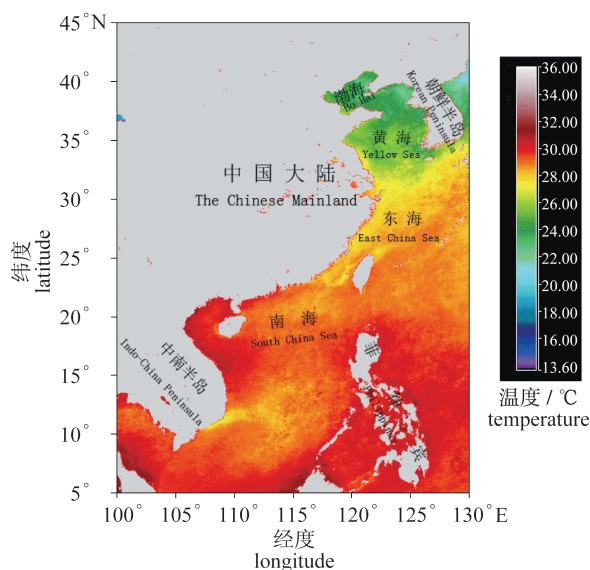 45°N
40°
35°
30°
25°
20°
15°
10°
5°
纬度
latitude
100
105°
110°
115°
120°
125°
130°E
经度
longitude
渤海
Bo Hai
朝鲜半岛
Korean Peninsula
黄海
Yellow Sea
中国大陆
The Chinese Mainland
东海
East China Sea
南海
South China Sea
中南半岛
Indo-China Peninsula
菲律宾
Philippine
36.00
34.00
32.00
30.00
28.00
26.00
24.00
22.00
20.00
18.00
16.00
13.60
温度 / ℃
temperature